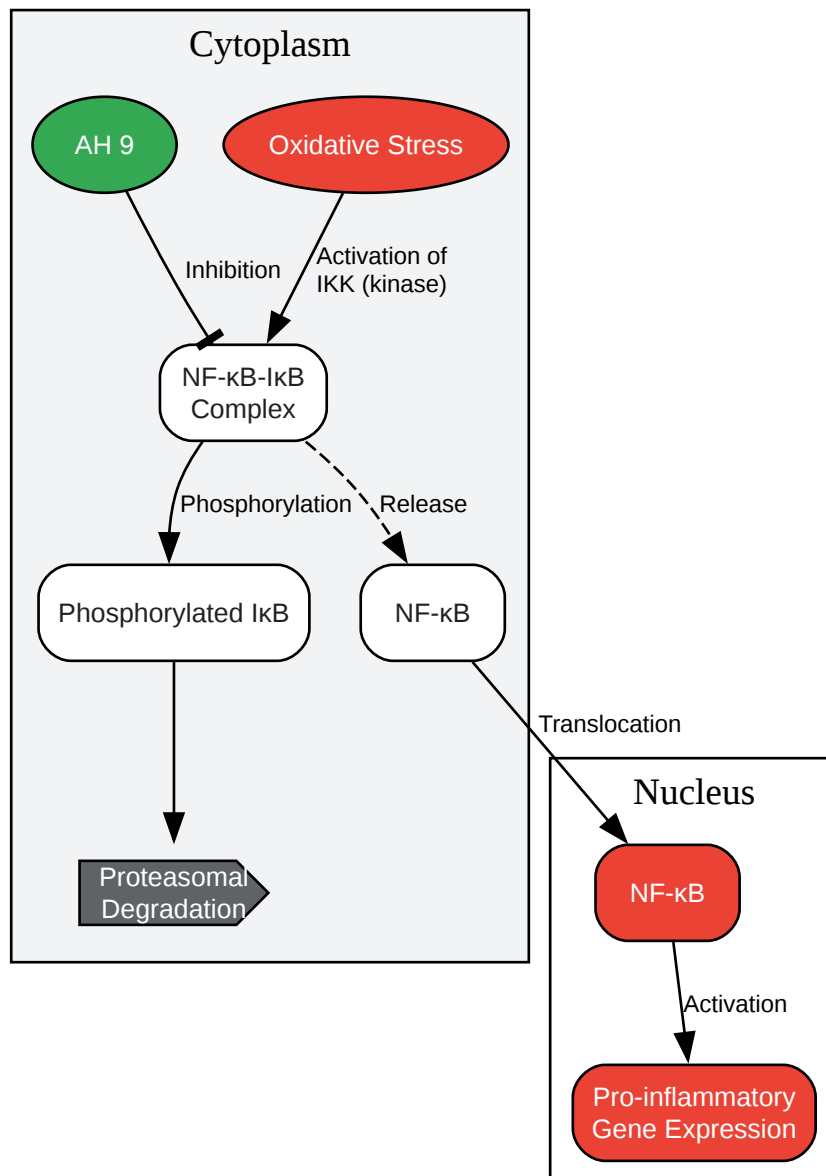 Cytoplasm
AH 9
Oxidative Stress
Inhibition
Activation of
IKK (kinase)
NF-κB-IκB
Complex
Phosphorylation
Release
Phosphorylated IκB
NF-κB
Translocation
Nucleus
Proteasomal
Degradation
NF-κB
Activation
Pro-inflammatory
Gene Expression